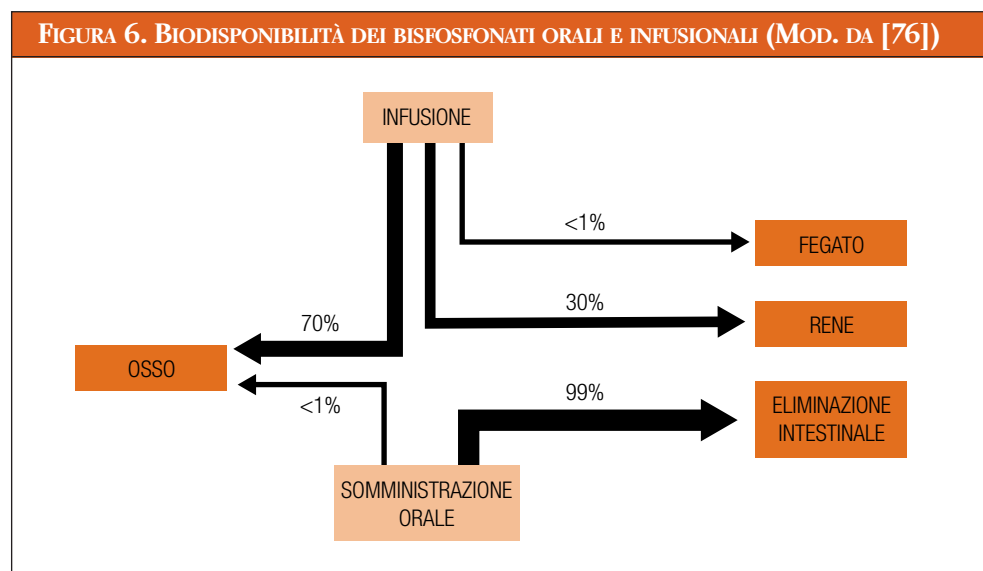 FIGURA 6. BIODISPONIBILITÀ DEI BISFOSFONATI ORALI E INFUSIONALI (MOD. DA [76])
INFUSIONE
<1%
FEGATO
30%
RENE
70%
OSSO
<1%
99%
ELIMINAZIONE
INTESTINALE
SOMMINISTRAZIONE
ORALE